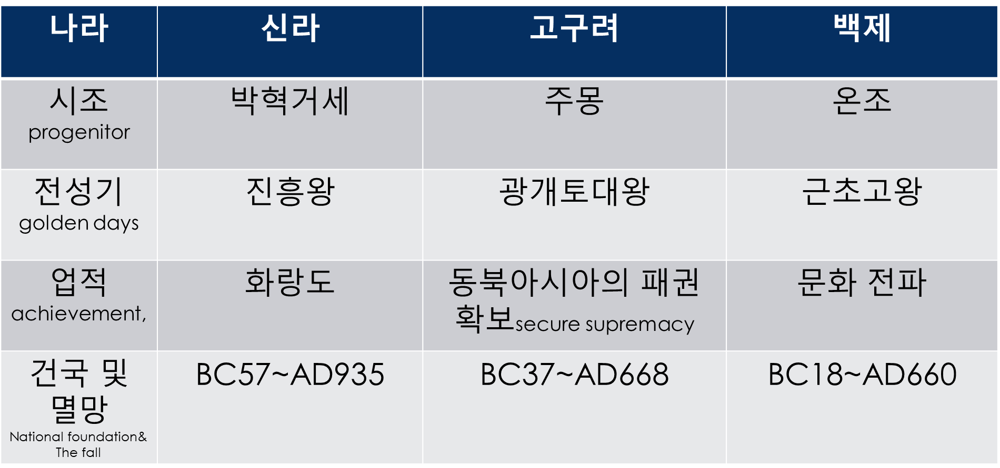 나라 신라 고구려 백제
시조 박혁거세 주몽 온조
progenitor
전성기 진흥왕 광개토대왕 근초고왕
golden days
업적 화랑도 동북아시아의 패권 문화 전파
achievement, 확보secure supremacy
건국 및 BC57~AD935 BC37~AD668 BC18~AD660
멸망
National foundation&
The fall